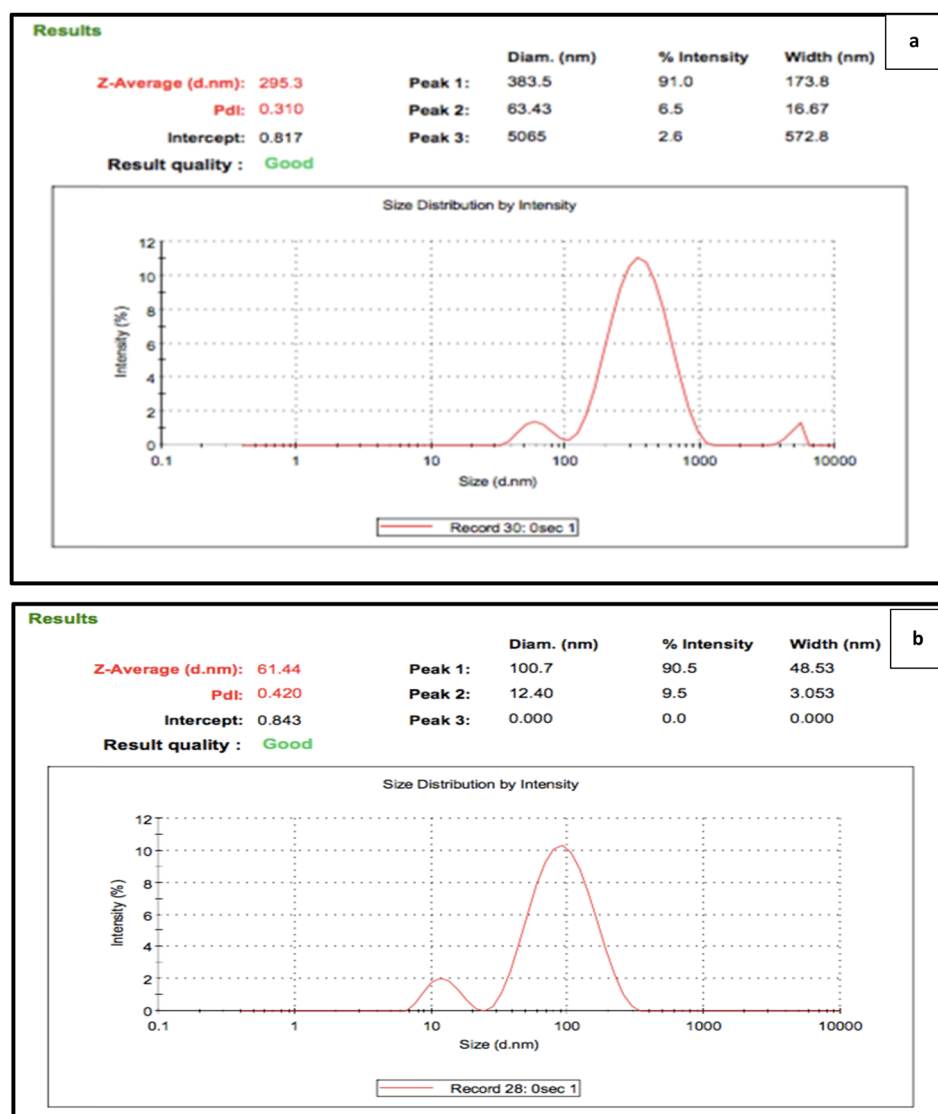 Results
a
Diam. (nm) % Intensity Width (nm)
Z-Average (d.nm): 295.3 Peak 1: 383.5 91.0 173.8
PdI: 0.310 Peak 2: 63.43 6.5 16.67
Intercept: 0.817 Peak 3: 5065 2.6 572.8
Result quality : Good
Size Distribution by Intensity
12
10
8
6
4
2
0
Intensity (%)
0.1 1 10 100 1000 10000
Size (d.nm)
Record 30: 0sec 1
Results
b
Diam. (nm) % Intensity Width (nm)
Z-Average (d.nm): 61.44 Peak 1: 100.7 90.5 48.53
PdI: 0.420 Peak 2: 12.40 9.5 3.053
Intercept: 0.843 Peak 3: 0.000 0.0 0.000
Result quality : Good
Size Distribution by Intensity
12
10
8
6
4
2
0
Intensity (%)
0.1 1 10 100 1000 10000
Size (d.nm)
Record 28: 0sec 1